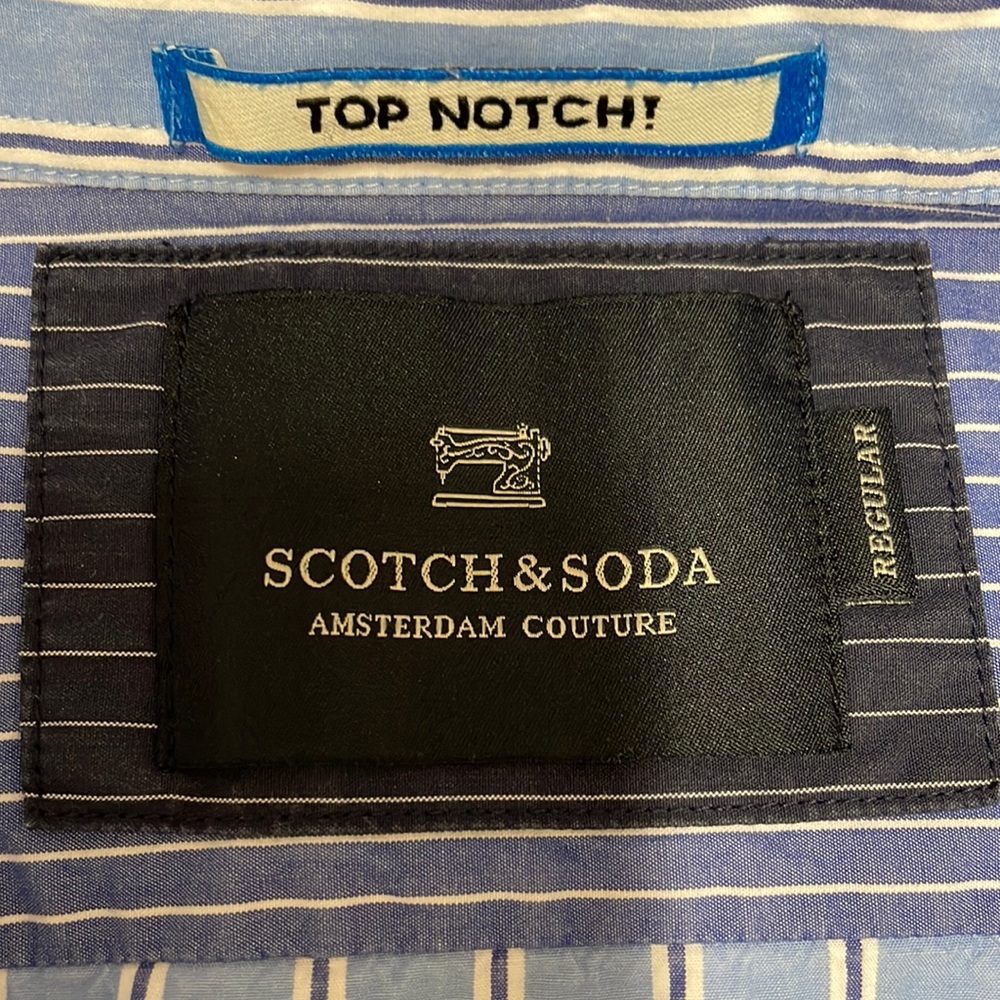 TOP NOTCH!
SCOTCH & SODA
AMSTERDAM COUTURE
REGULAR